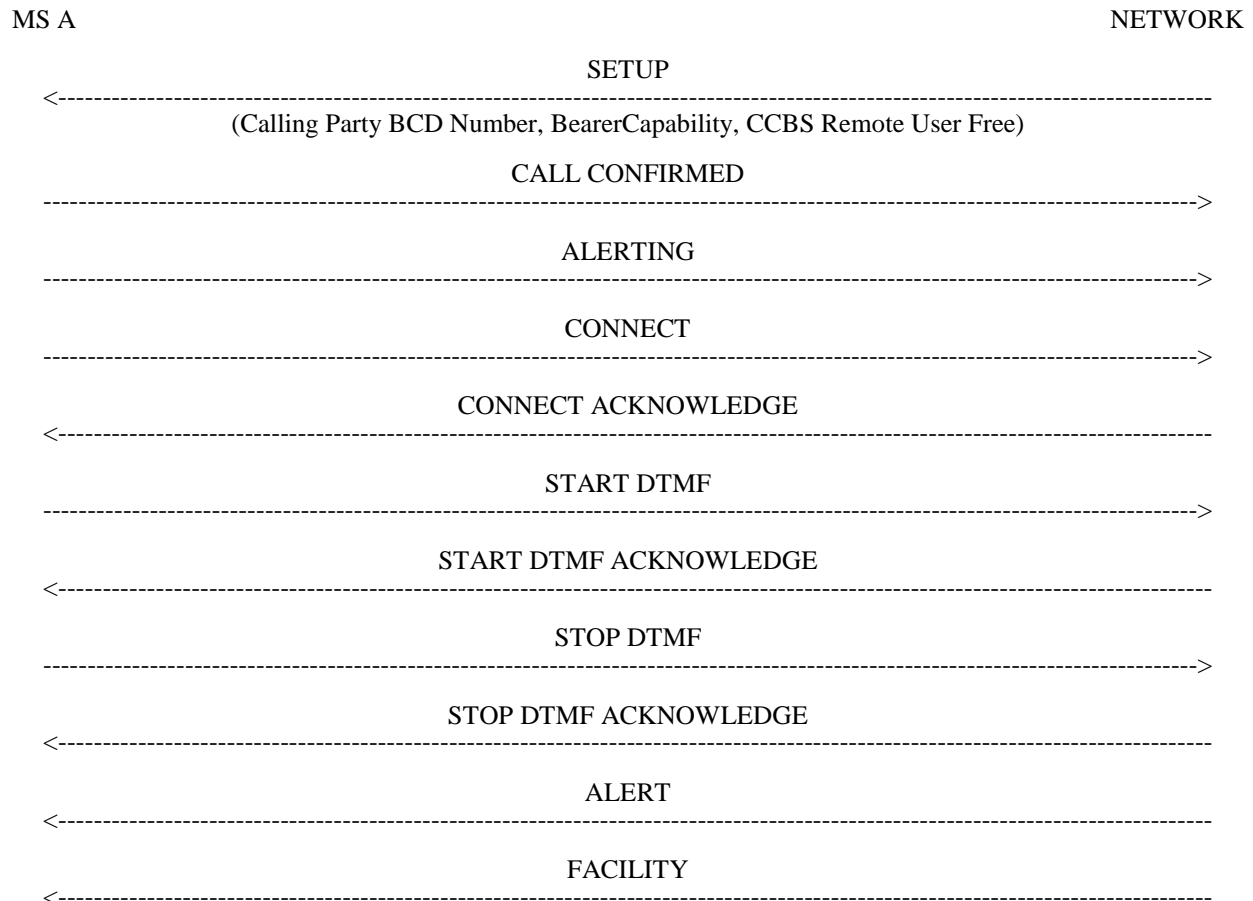 MS A NETWORK
SETUP
<--------------------------------------------------------------------------------------------------------------------------------
(Calling Party BCD Number, BearerCapability, CCBS Remote User Free)
CALL CONFIRMED
-------------------------------------------------------------------------------------------------------------------------------->
ALERTING
-------------------------------------------------------------------------------------------------------------------------------->
CONNECT
-------------------------------------------------------------------------------------------------------------------------------->
CONNECT ACKNOWLEDGE
<--------------------------------------------------------------------------------------------------------------------------------
START DTMF
-------------------------------------------------------------------------------------------------------------------------------->
START DTMF ACKNOWLEDGE
<--------------------------------------------------------------------------------------------------------------------------------
STOP DTMF
-------------------------------------------------------------------------------------------------------------------------------->
STOP DTMF ACKNOWLEDGE
<--------------------------------------------------------------------------------------------------------------------------------
ALERT
<--------------------------------------------------------------------------------------------------------------------------------
FACILITY
<--------------------------------------------------------------------------------------------------------------------------------